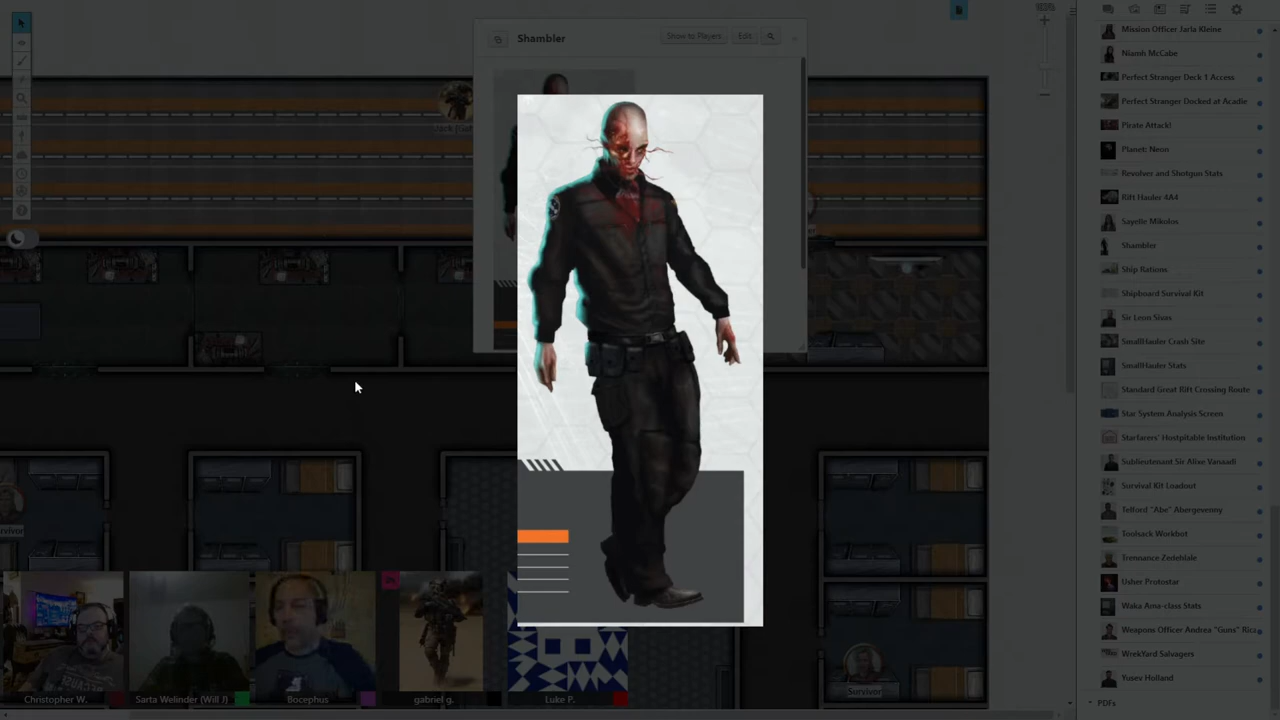 Shambler
Show to Players
Edit
Survivor
Christopher W.
Sarta Welinder (Will J)
Bocephus
gabriel g.
Luke P.
Mission Officer Jarla Kleine
Niamh McCabe
Perfect Stranger Deck 1 Access
Perfect Stranger Docked at Acadie
Pirate Attack!
Planet: Neon
Revolver and Shotgun Stats
Rift Hauler 4A4
Sayelle Mikolos
Shambler
Ship Rations
Shipboard Survival Kit
Sir Leon Sivas
SmallHauler Crash Site
SmallHauler Stats
Standard Great Rift Crossing Route
Star System Analysis Screen
Starfarers' Hostpitable Institution
Sublieutenant Sir Alixe Vanaudi
Survival Kit Loadout
Telford "Abe" Abergevenny
Toolsack Workbot
Trennance Zedehlale
Usher Protostar
Waka Ama-class Stats
Weapons Officer Andrea "Guns" Rica
WrekYard Salvagers
Yusev Holland
PDFs